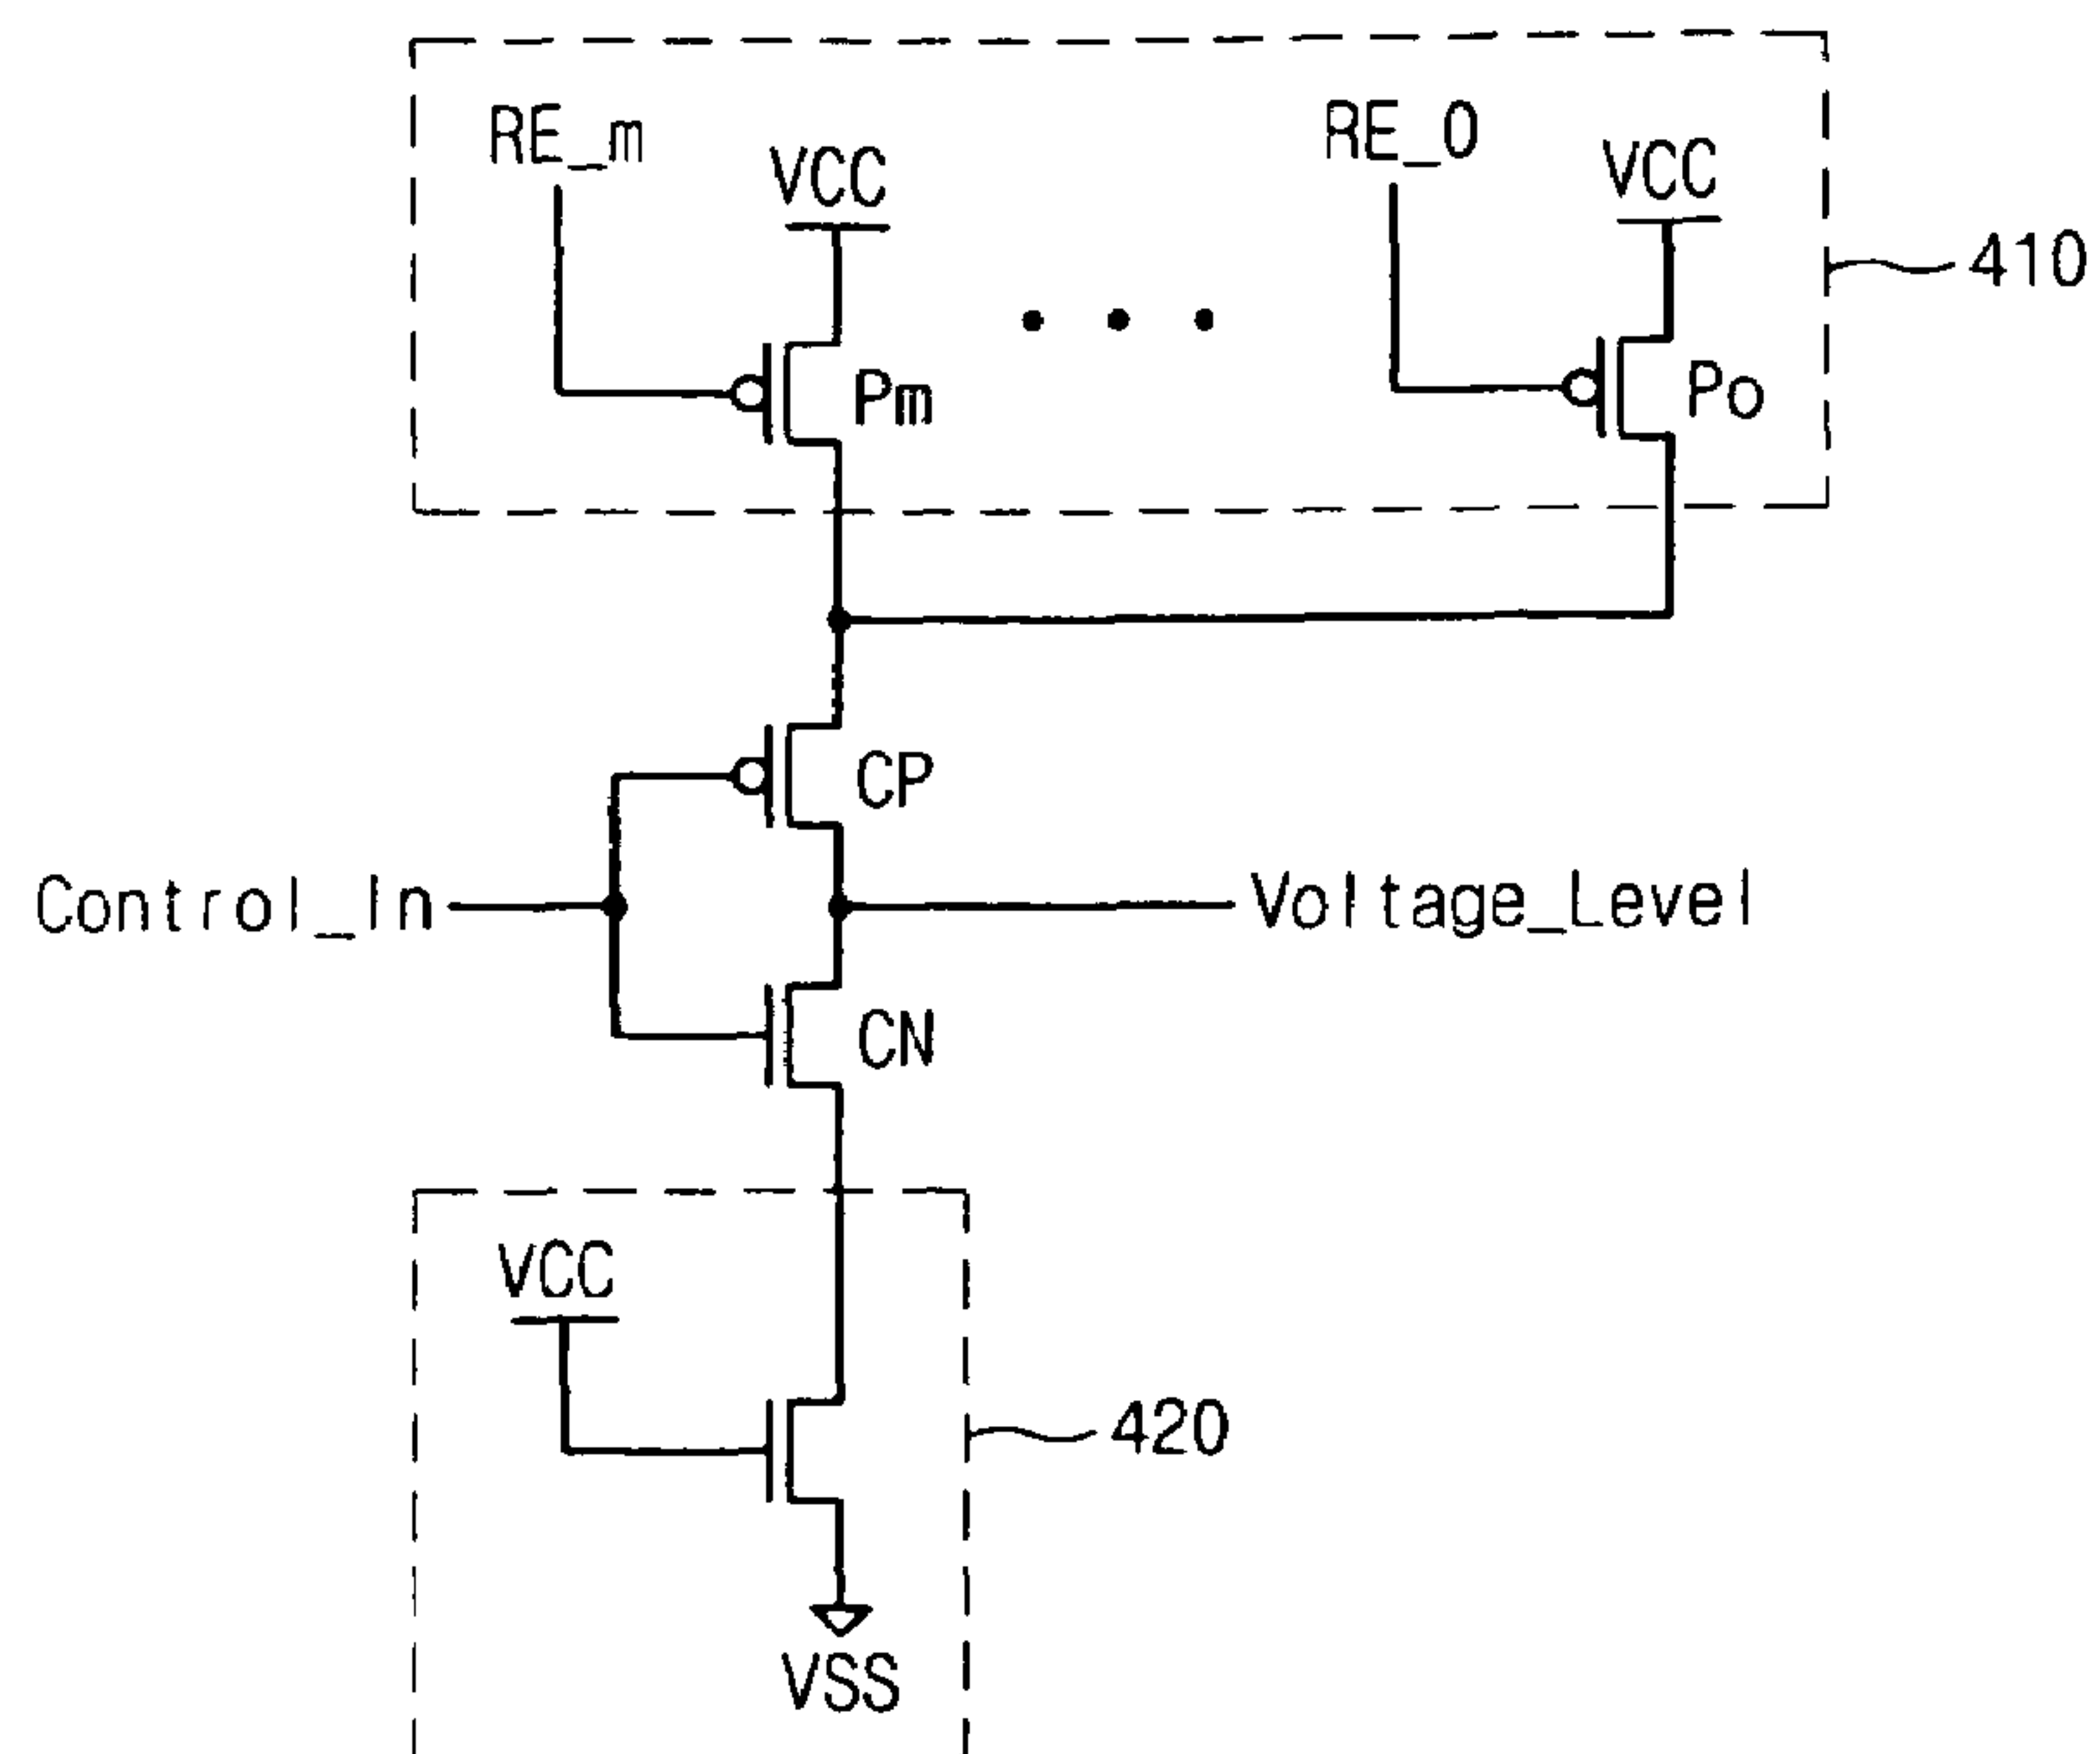 RE_m
VCC
RE_0
VCC
410
Pm
Po
CP
Control_In
Voltage_Level
CN
VCC
420
VSS